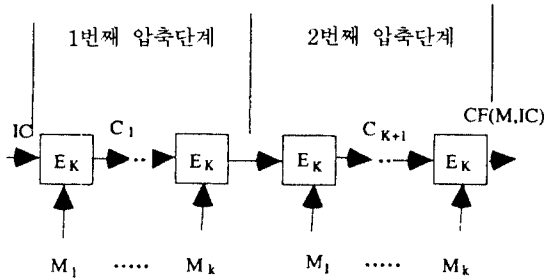 1번째 압축단계 2번째 압축단계
CF(M,IC)
IC C1 C K+1
EK EK EK EK
M1 ..... Mk M1 ..... Mk